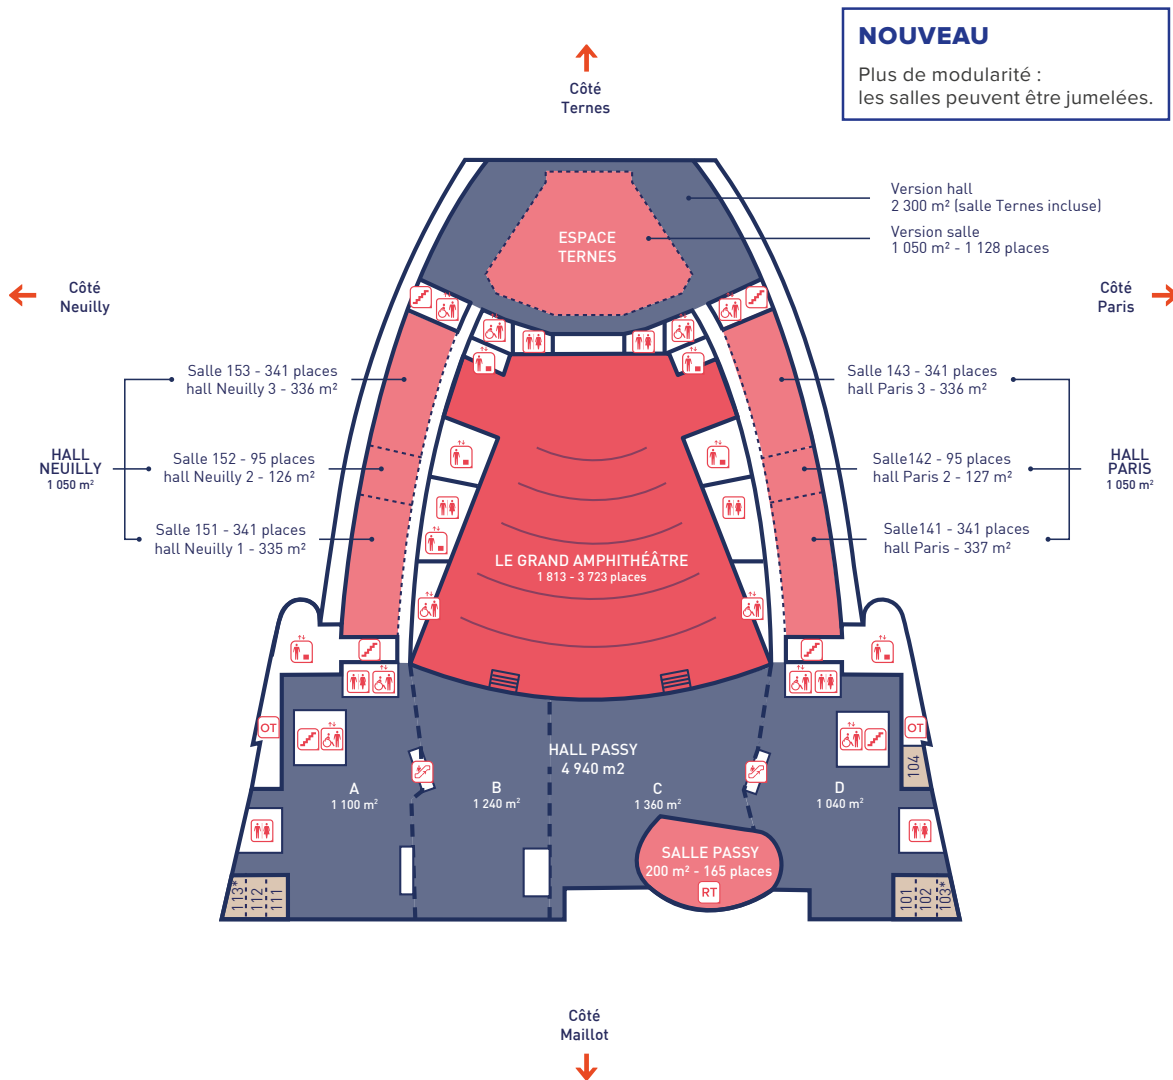 NOUVEAU
Plus de modularité :
les salles peuvent être jumelées.
Côté
Ternes
Version hall
2 300 m² (salle Ternes incluse)
Version salle
1 050 m² - 1 128 places
ESPACE
TERNES
Côté
Neuilly
Côté
Paris
Salle 153 - 341 places
hall Neuilly 3 - 336 m²
Salle 143 - 341 places
hall Paris 3 - 336 m²
HALL
NEUILLY
1 050 m²
Salle 152 - 95 places
hall Neuilly 2 - 126 m²
Salle142 - 95 places
hall Paris 2 - 127 m²
HALL
PARIS
1 050 m²
Salle 151 - 341 places
hall Neuilly 1 - 335 m²
Salle141 - 341 places
hall Paris - 337 m²
LE GRAND AMPHITHÉÂTRE
1 813 - 3 723 places
OT
OT
HALL PASSY
4 940 m2
104
A
1 100 m²
B
1 240 m²
C
1 360 m²
D
1 040 m²
SALLE PASSY
200 m² - 165 places
RT
113*
112
111
101
102
103*
Côté
Maillot